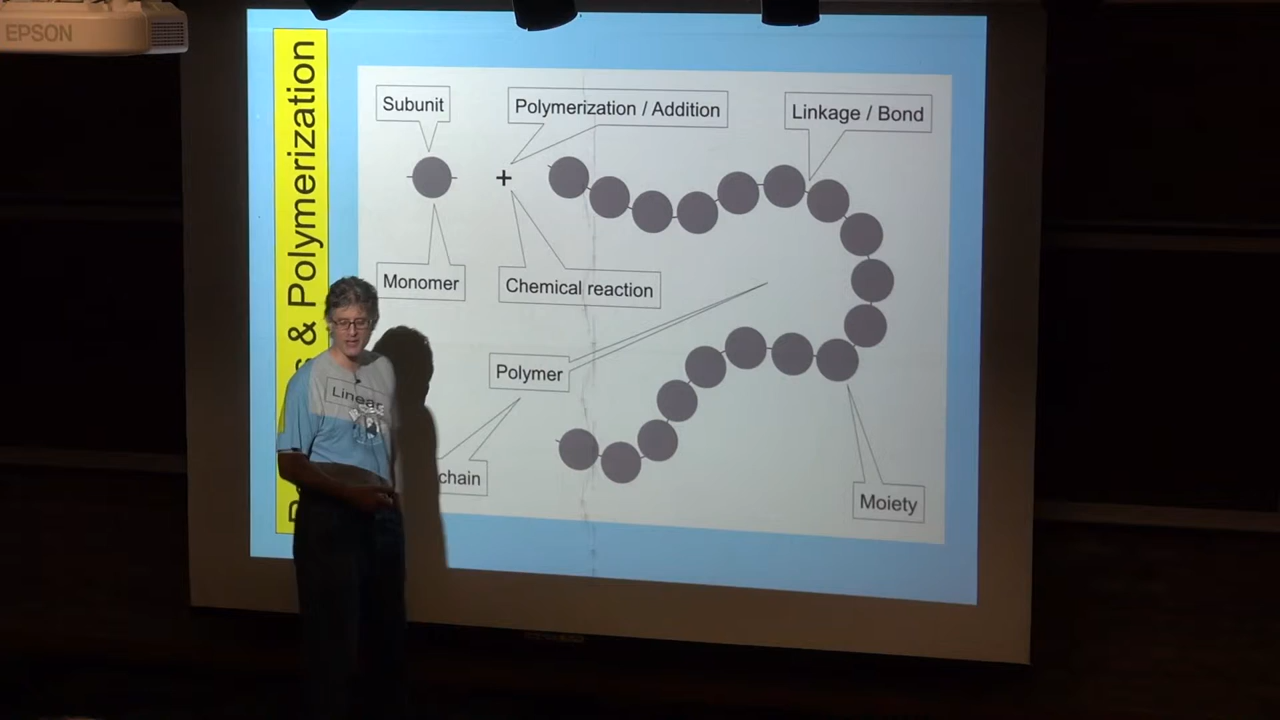 EPSON
& Polymerization
Subunit
Polymerization / Addition
Linkage / Bond
+
Monomer
Chemical reaction
Polymer
Linear
chain
Moiety